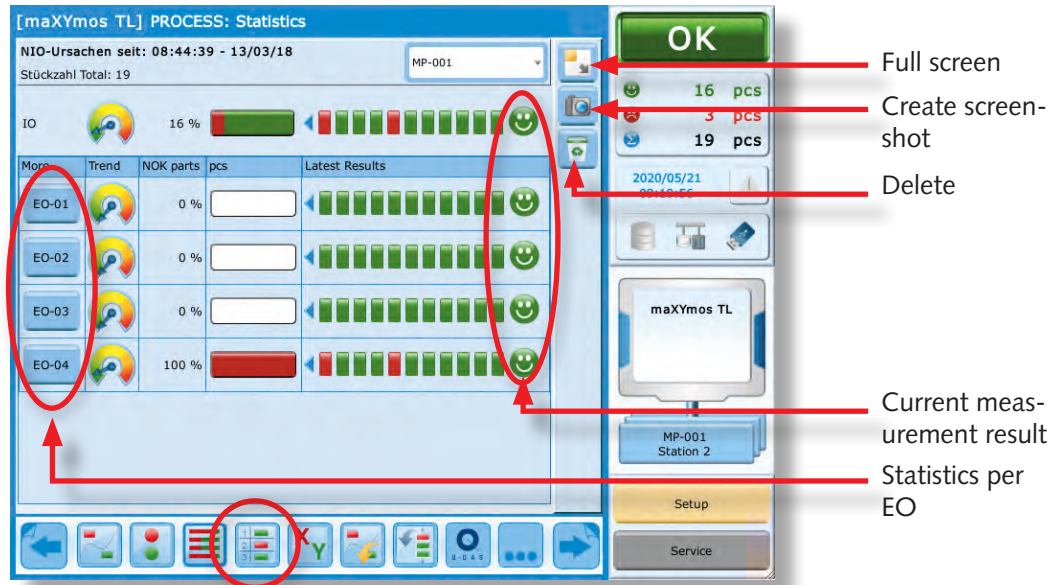 [maXYmos TL] PROCESS: Statistics
NIO-Ursachen seit: 08:44:39 - 13/03/18
Stückzahl Total: 19
MP-001
IO
16 %
More
Trend
NOK parts
pcs
Latest Results
EO-01
0 %
EO-02
0 %
EO-03
0 %
EO-04
100 %
X
Y
Q
Q-DAS
OK
16 pcs
3 pcs
19 pcs
2020/05/21
maXYmos TL
MP-001
Station 2
Setup
Service
Full screen
Create screen-
shot
Delete
Current meas-
urement result
Statistics per
EO